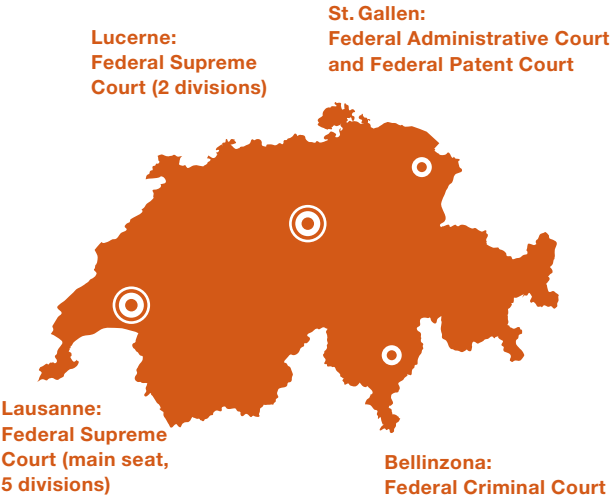 St. Gallen:
Federal Administrative Court
and Federal Patent Court
Lucerne:
Federal Supreme
Court (2 divisions)
Lausanne:
Federal Supreme
Court (main seat,
5 divisions)
Bellinzona:
Federal Criminal Court